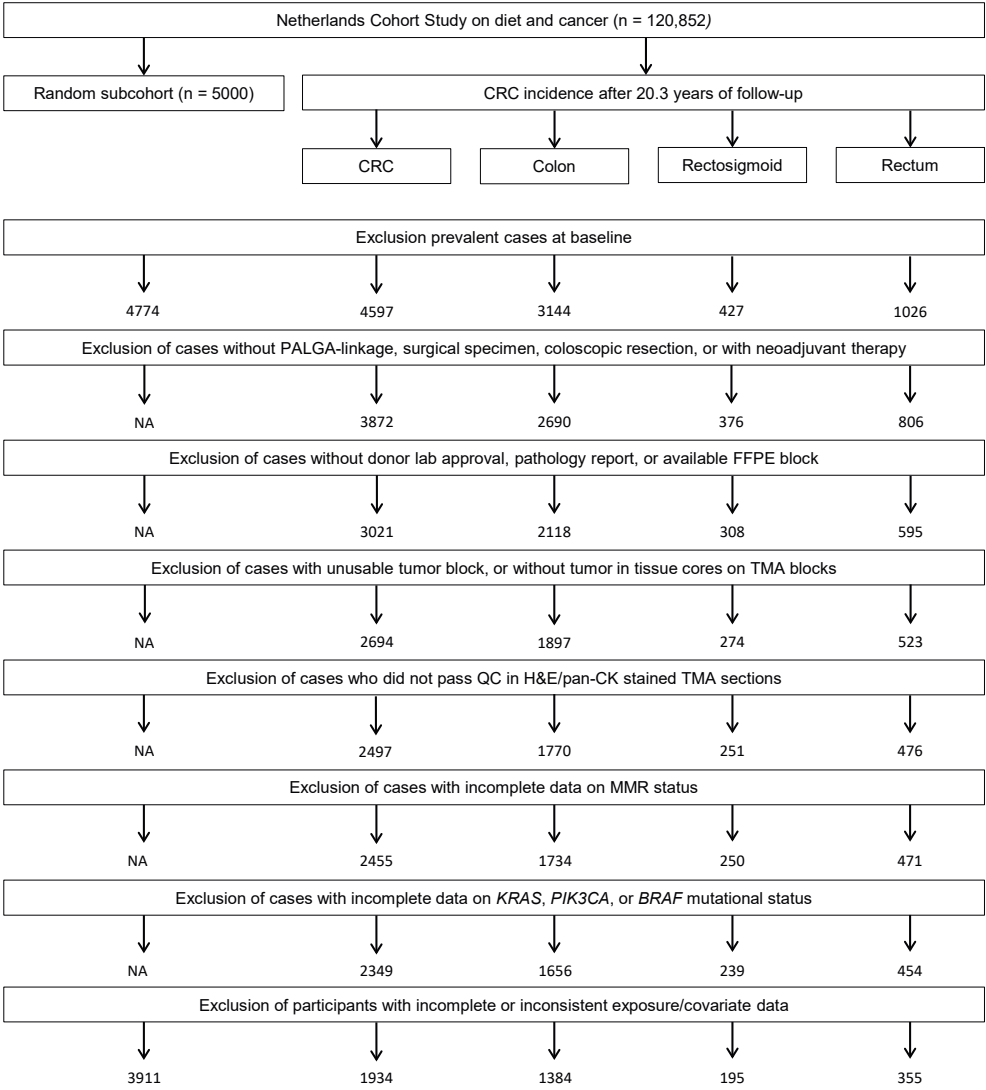 Netherlands Cohort Study on diet and cancer (n = 120,852)
Random subcohort (n = 5000)
CRC incidence after 20.3 years of follow-up
CRC
Colon
Rectosigmoid
Rectum
Exclusion prevalent cases at baseline
4774 4597 3144 427 1026
Exclusion of cases without PALGA-linkage, surgical specimen, coloscopic resection, or with neoadjuvant therapy
NA 3872 2690 376 806
Exclusion of cases without donor lab approval, pathology report, or available FFPE block
NA 3021 2118 308 595
Exclusion of cases with unusable tumor block, or without tumor in tissue cores on TMA blocks
NA 2694 1897 274 523
Exclusion of cases who did not pass QC in H&E/pan-CK stained TMA sections
NA 2497 1770 251 476
Exclusion of cases with incomplete data on MMR status
NA 2455 1734 250 471
Exclusion of cases with incomplete data on KRAS, PIK3CA, or BRAF mutational status
NA 2349 1656 239 454
Exclusion of participants with incomplete or inconsistent exposure/covariate data
3911 1934 1384 195 355